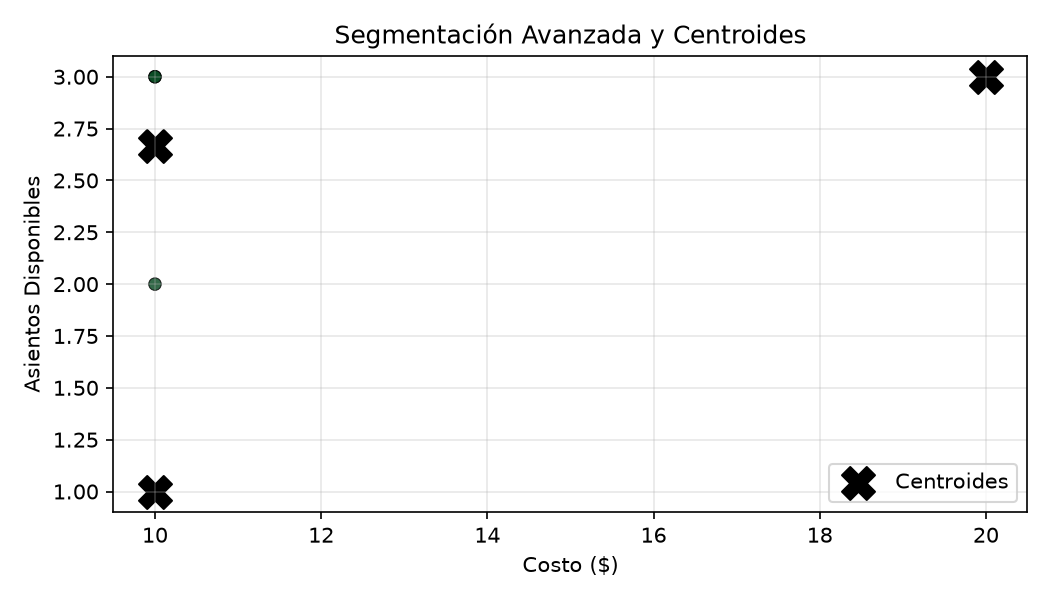 Segmentación Avanzada y Centroides
Asientos Disponibles
3.00
2.75
2.50
2.25
2.00
1.75
1.50
1.25
1.00
Centroides
10 12 14 16 18 20
Costo ($)